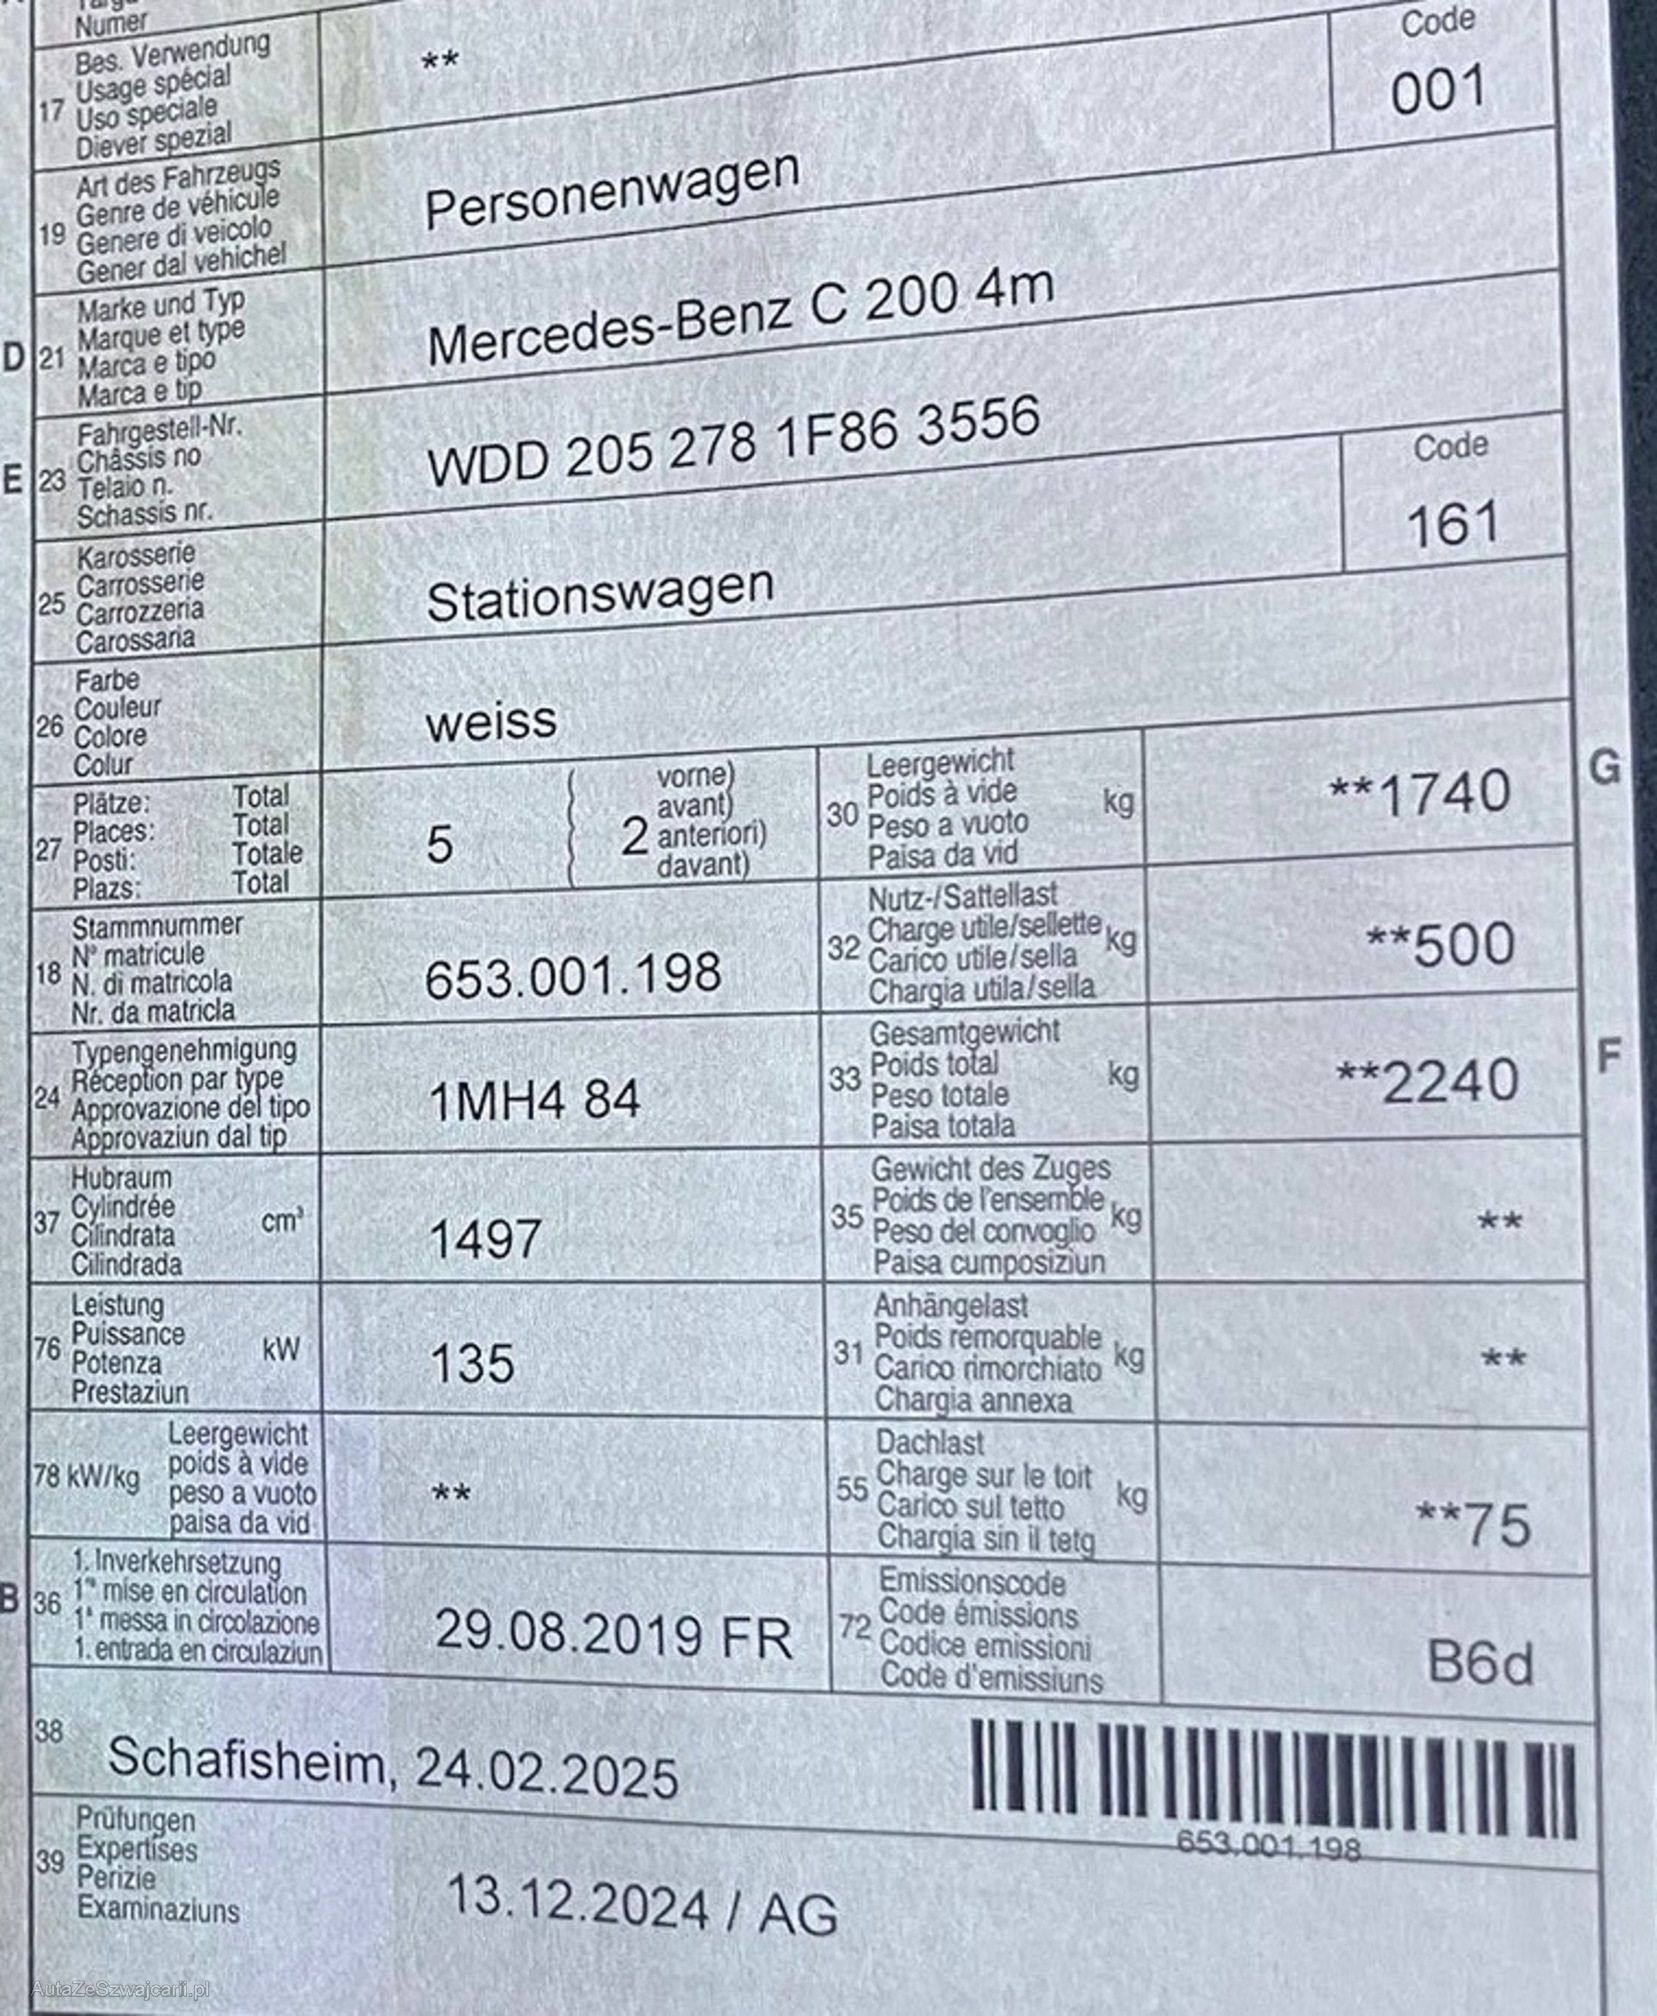 Numer
17 Bes. Verwendung
Usage spécial
Uso speciale
Diever spezial
**
Code
001
19 Art des Fahrzeugs
Genre de véhicule
Genere di veicolo
Gener dal vehichel
Personenwagen
D 21 Marke und Typ
Marque et type
Marca e tipo
Marca e tip
Mercedes-Benz C 200 4m
E 23 Fahrgestell-Nr.
Châssis no
Telaio n.
Schassis nr.
WDD 205 278 1F86 3556
25 Karosserie
Carrosserie
Carrozzeria
Carossaria
Stationswagen
Code
161
26 Farbe
Couleur
Colore
Colur
weiss
27 Plätze: Total
Places: Total
Posti: Totale
Plazs: Total
5
2 vorne)
avant)
anteriori)
davant)
30 Leergewicht
Poids à vide
Peso a vuoto
Paisa da vid
kg
**1740
G
18 Stammnummer
N° matricule
N. di matricola
Nr. da matricla
653.001.198
32 Nutz-/Sattellast
Charge utile/sellette
Carico utile/sella
Chargia utila/sella
kg
**500
24 Typengenehmigung
Réception par type
Approvazione del tipo
Approvaziun dal tip
1MH4 84
33 Gesamtgewicht
Poids total
Peso totale
Paisa totala
kg
**2240
F
37 Hubraum
Cylindrée
Cilindrata
Cilindrada
cm³
1497
35 Gewicht des Zuges
Poids de l'ensemble
Peso del convoglio
Paisa cumposiziun
kg
**
76 Leistung
Puissance
Potenza
Prestaziun
kW
135
31 Anhängelast
Poids remorquable
Carico rimorchiato
Chargia annexa
kg
**
78 kW/kg Leergewicht
poids à vide
peso a vuoto
paisa da vid
**
55 Dachlast
Charge sur le toit
Carico sul tetto
Chargia sin il tetg
kg
**75
B 36 1. Inverkehrsetzung
1re mise en circulation
1a messa in circolazione
1. entrada en circulaziun
29.08.2019 FR
72 Emissionscode
Code émissions
Codice emissioni
Code d'emissiuns
B6d
38
Schafisheim, 24.02.2025
653.001.198
39 Prüfungen
Expertises
Perizie
Examinaziuns
13.12.2024 / AG
AutaZeSzwajcarii.pl